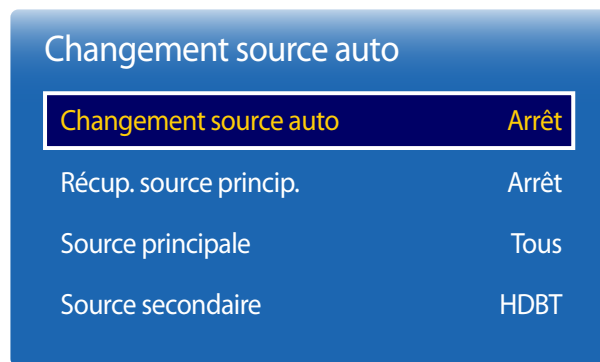 Changement source auto
Changement source auto Arrêt
Récup. source princip. Arrêt
Source principale Tous
Source secondaire HDBT